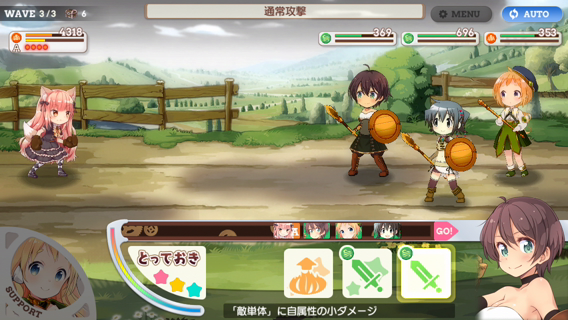 WAVE 3/3
6
通常攻撃
MENU
AUTO
4318
A
369
696
353
GO!
とっておき
SUPPORT
「敵単体」に自属性の小ダメージ